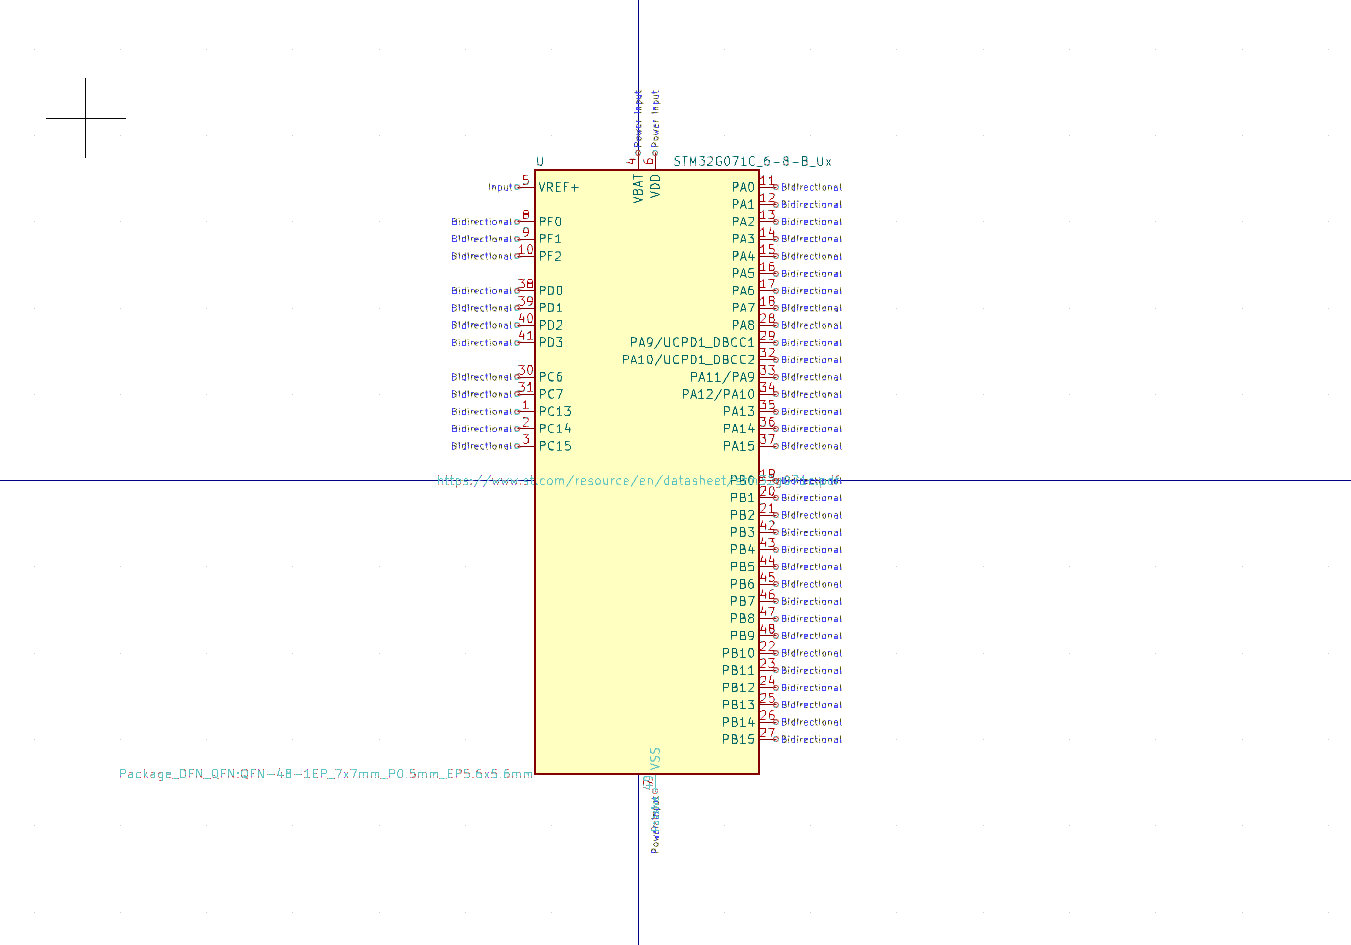 Power Input
Power Input
4
6
U
STM32G071C_6-8-B_Ux
VBAT
VDD
Input 5 VREF+
PA0 11 Bidirectional
PA1 12 Bidirectional
Bidirectional 8 PF0
PA2 13 Bidirectional
Bidirectional 9 PF1
PA3 14 Bidirectional
Bidirectional 10 PF2
PA4 15 Bidirectional
PA5 16 Bidirectional
Bidirectional 38 PD0
PA6 17 Bidirectional
Bidirectional 39 PD1
PA7 18 Bidirectional
Bidirectional 40 PD2
PA8 28 Bidirectional
Bidirectional 41 PD3
PA9/UCPD1_DBCC1 29 Bidirectional
PA10/UCPD1_DBCC2 32 Bidirectional
Bidirectional 30 PC6
PA11/PA9 33 Bidirectional
Bidirectional 31 PC7
PA12/PA10 34 Bidirectional
Bidirectional 1 PC13
PA13 35 Bidirectional
Bidirectional 2 PC14
PA14 36 Bidirectional
Bidirectional 3 PC15
PA15 37 Bidirectional
https://www.st.com/resource/en/datasheet/
PB0 19
PB1 20 Bidirectional
PB2 21 Bidirectional
PB3 42 Bidirectional
PB4 43 Bidirectional
PB5 44 Bidirectional
PB6 45 Bidirectional
PB7 46 Bidirectional
PB8 47 Bidirectional
PB9 48 Bidirectional
PB10 22 Bidirectional
PB11 23 Bidirectional
PB12 24 Bidirectional
PB13 25 Bidirectional
PB14 26 Bidirectional
PB15 27 Bidirectional
VSS
Package_DFN_QFN:QFN-48-1EP_7x7mm_P0.5mm_EP5.6x5.6mm
Power Input